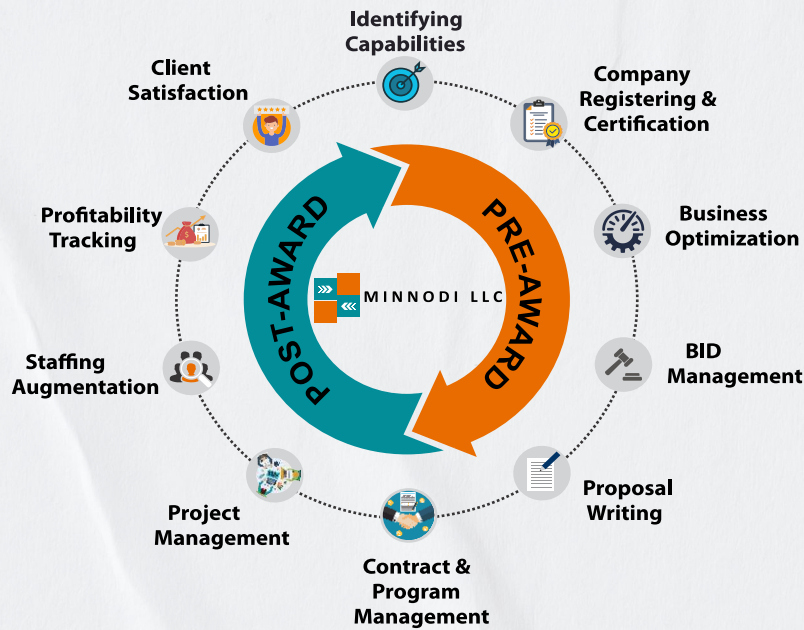 Identifying
Capabilities
Company
Registering &
Certification
Business
Optimization
BID
Management
Proposal
Writing
Contract &
Program
Management
Project
Management
Staffing
Augmentation
Profitability
Tracking
Client
Satisfaction
PRE-AWARD
POST-AWARD
MINNODI LLC